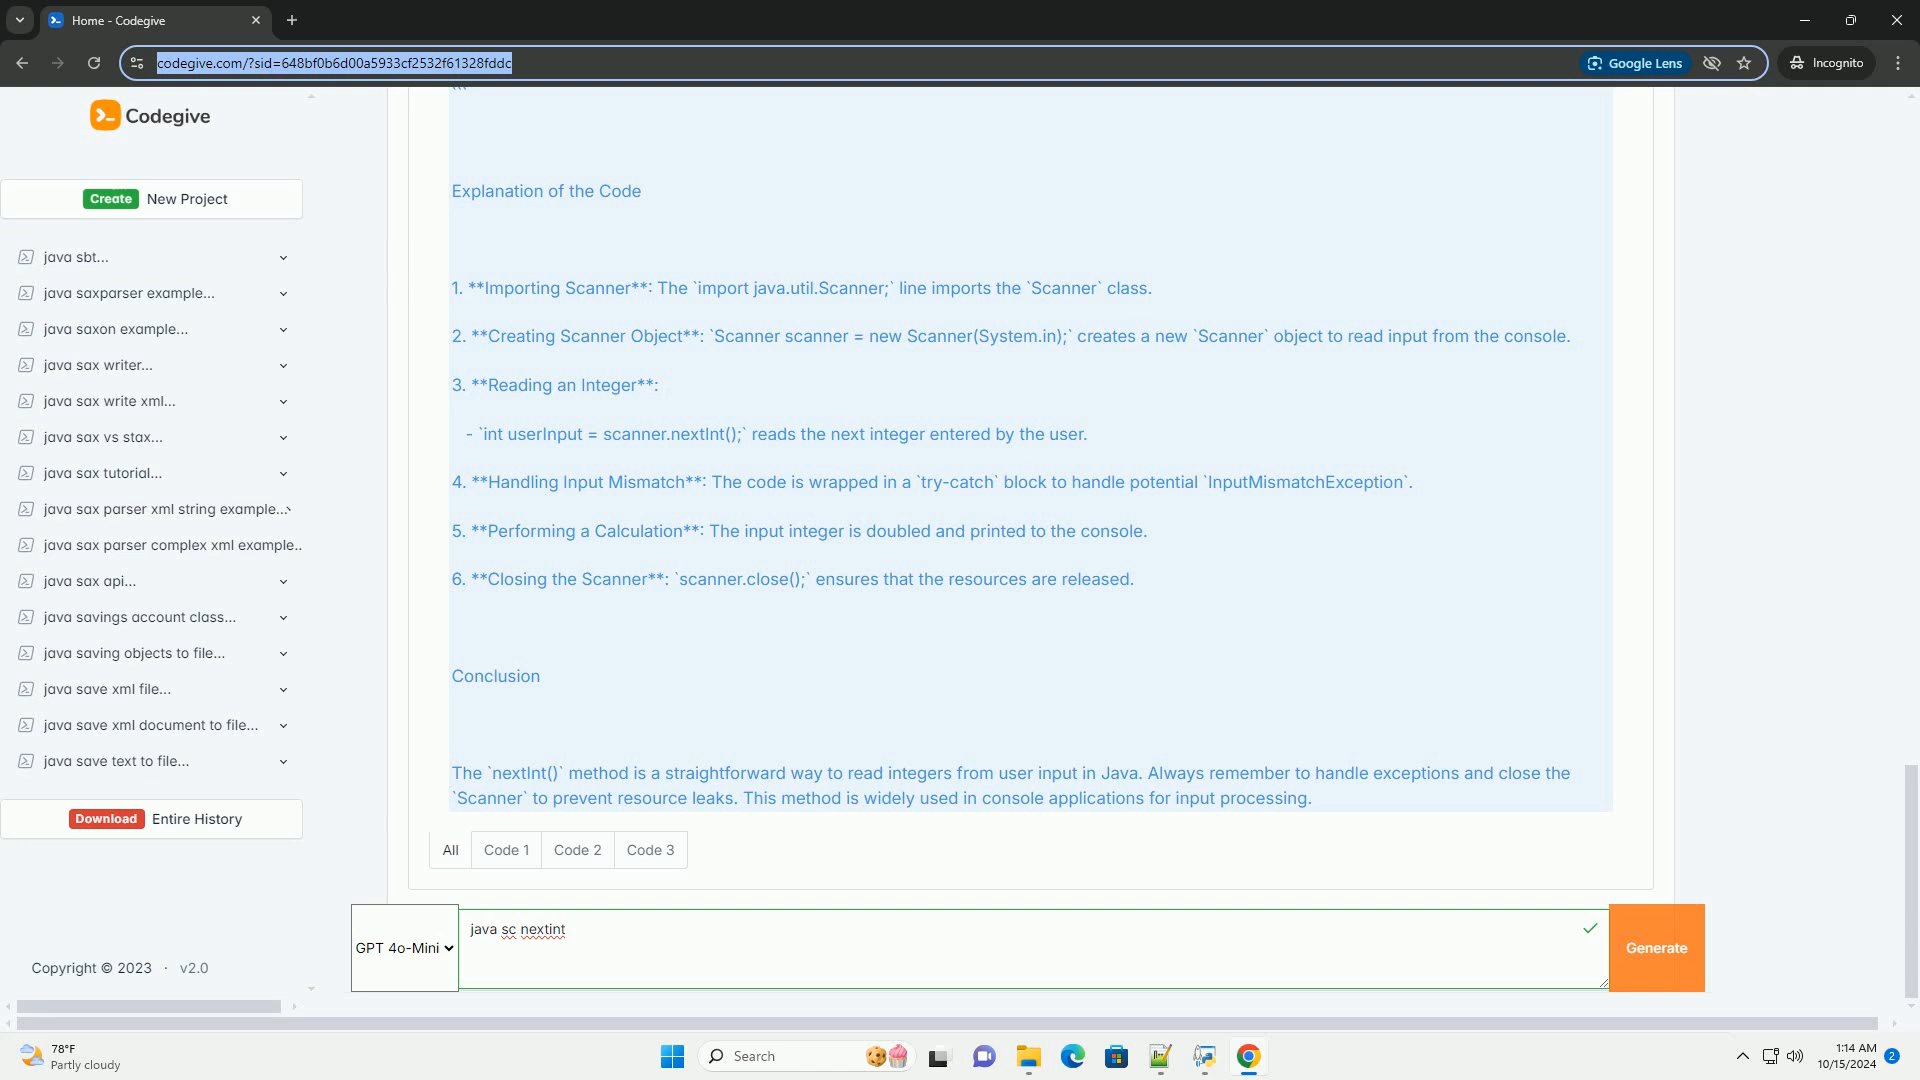 Home - Codegive
codegive.com/?sid=648bf0b6d00a5933cf2532f61328fddc
Google Lens
Incognito
Codegive
Create New Project
java sbt...
java saxparser example...
java saxon example...
java sax writer...
java sax write xml...
java sax vs stax...
java sax tutorial...
java sax parser xml string example...
java sax parser complex xml example..
java sax api...
java savings account class...
java saving objects to file...
java save xml file...
java save xml document to file...
java save text to file...
Download Entire History
Copyright © 2023 · v2.0
Explanation of the Code
1. **Importing Scanner**: The `import java.util.Scanner;` line imports the `Scanner` class.
2. **Creating Scanner Object**: `Scanner scanner = new Scanner(System.in);` creates a new `Scanner` object to read input from the console.
3. **Reading an Integer**:
- `int userInput = scanner.nextInt();` reads the next integer entered by the user.
4. **Handling Input Mismatch**: The code is wrapped in a `try-catch` block to handle potential `InputMismatchException`.
5. **Performing a Calculation**: The input integer is doubled and printed to the console.
6. **Closing the Scanner**: `scanner.close();` ensures that the resources are released.
Conclusion
The `nextInt()` method is a straightforward way to read integers from user input in Java. Always remember to handle exceptions and close the
`Scanner` to prevent resource leaks. This method is widely used in console applications for input processing.
All Code 1 Code 2 Code 3
GPT 4o-Mini
java sc nextint
Generate
78°F
Partly cloudy
Search
1:14 AM
10/15/2024
2